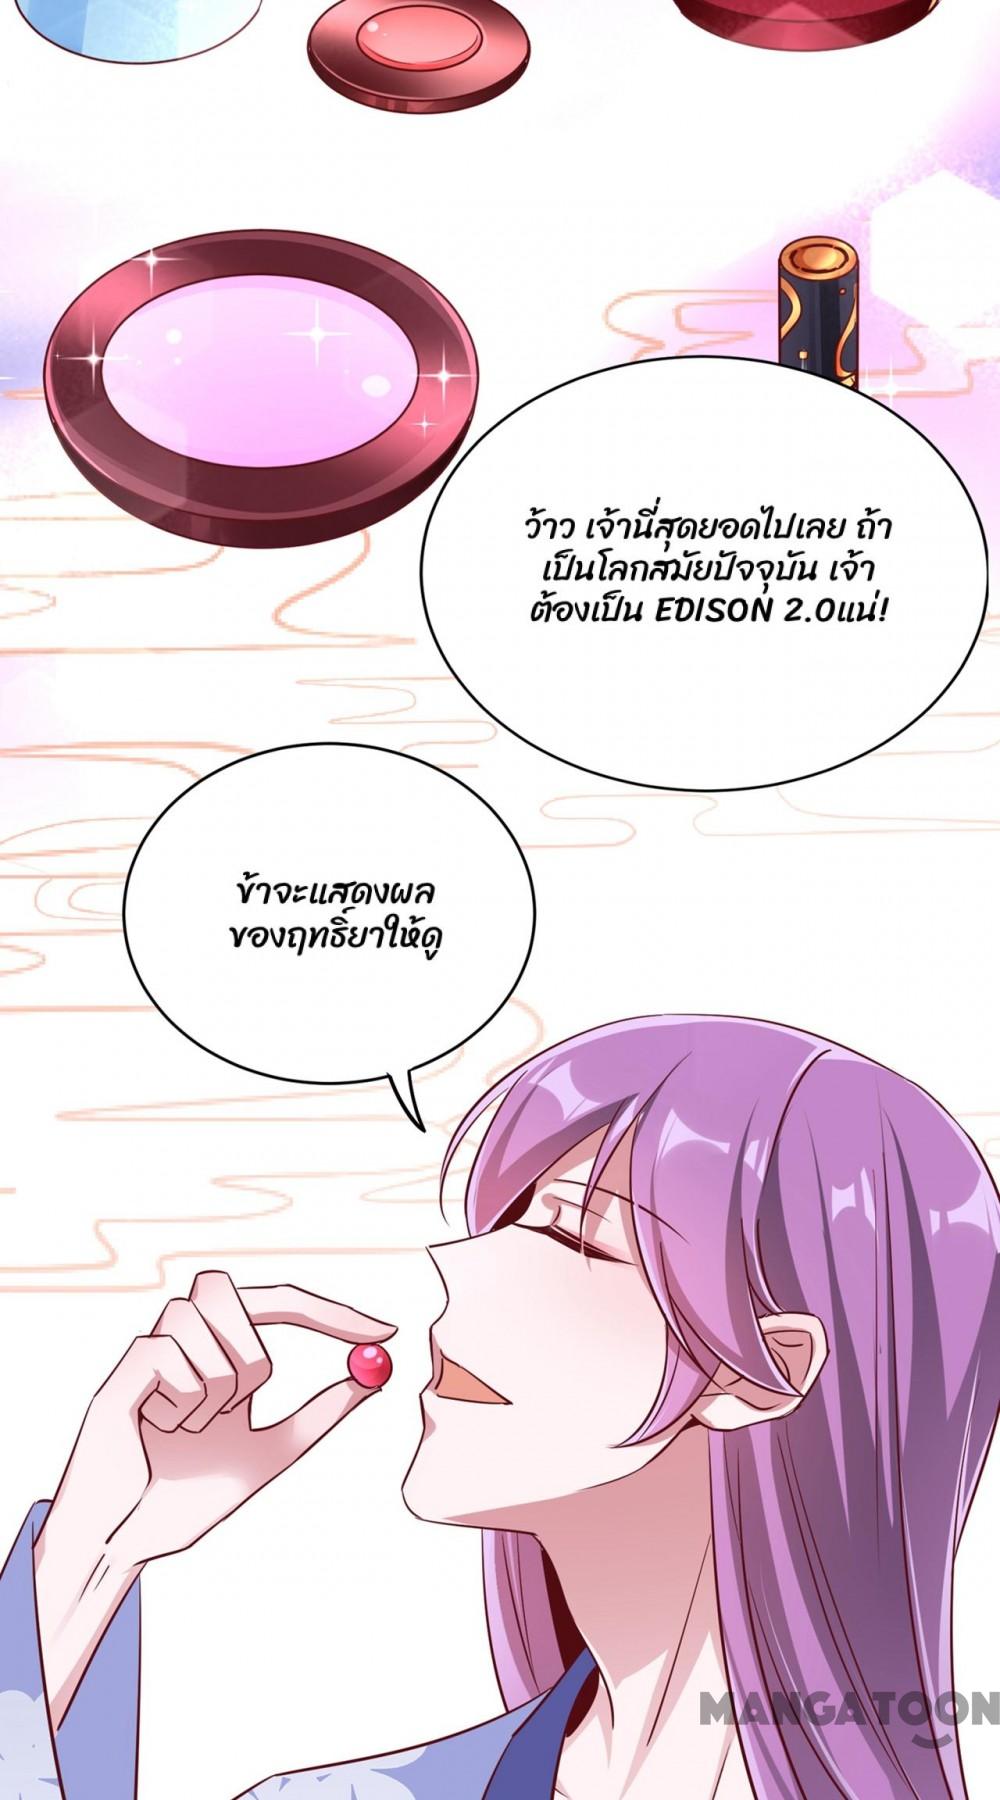 ว้าว เจ้านี่สุดยอดไปเลย ถ้า
เป็นโลกสมัยปัจจุบัน เจ้า
ต้องเป็น EDISON 2.0แน่!
ข้าจะแสดงผล
ของฤทธิ์ยาให้ดู
MANGATOON